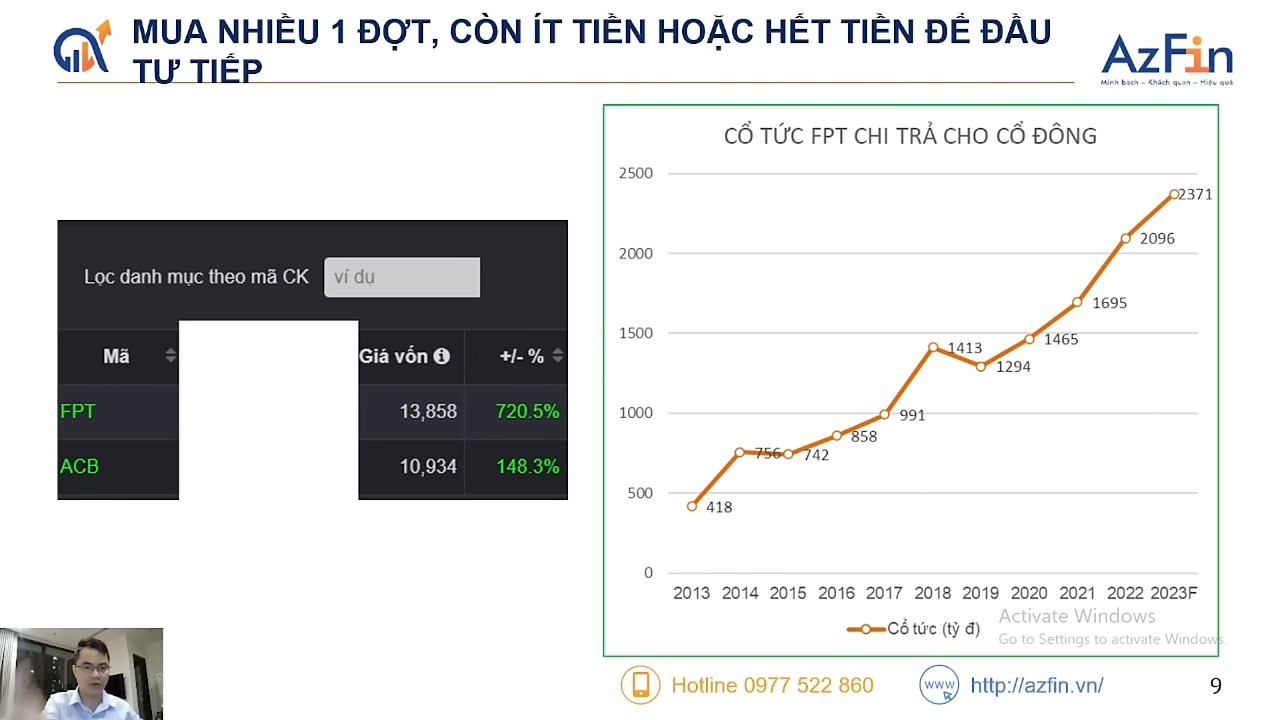 MUA NHIỀU 1 ĐỢT, CÒN ÍT TIỀN HOẶC HẾT TIỀN ĐỂ ĐẦU
TƯ TIẾP
AzFin
Minh bạch – Khách quan – Hiệu quả
Lọc danh mục theo mã CK ví dụ
Mã Giá vốn +/- %
FPT 13,858 720.5%
ACB 10,934 148.3%
CỔ TỨC FPT CHI TRẢ CHO CỔ ĐÔNG
2500
2000
1500
1000
500
0
418
756
742
858
991
1413
1294
1465
1695
2096
2371
2013 2014 2015 2016 2017 2018 2019 2020 2021 2022 2023F
Cổ tức (tỷ đ)
Activate Windows
Go to Settings to activate Windows.
Hotline 0977 522 860
www
http://azfin.vn/
9